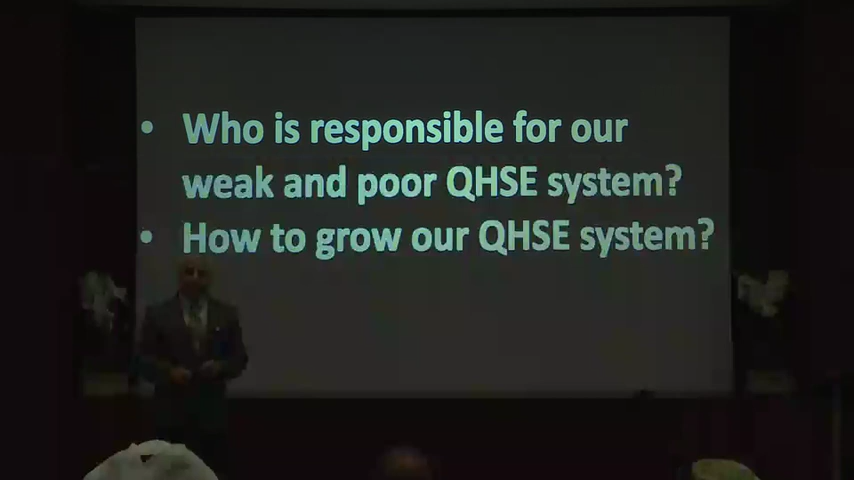 • Who is responsible for our
weak and poor QHSE system?
• How to grow our QHSE system?